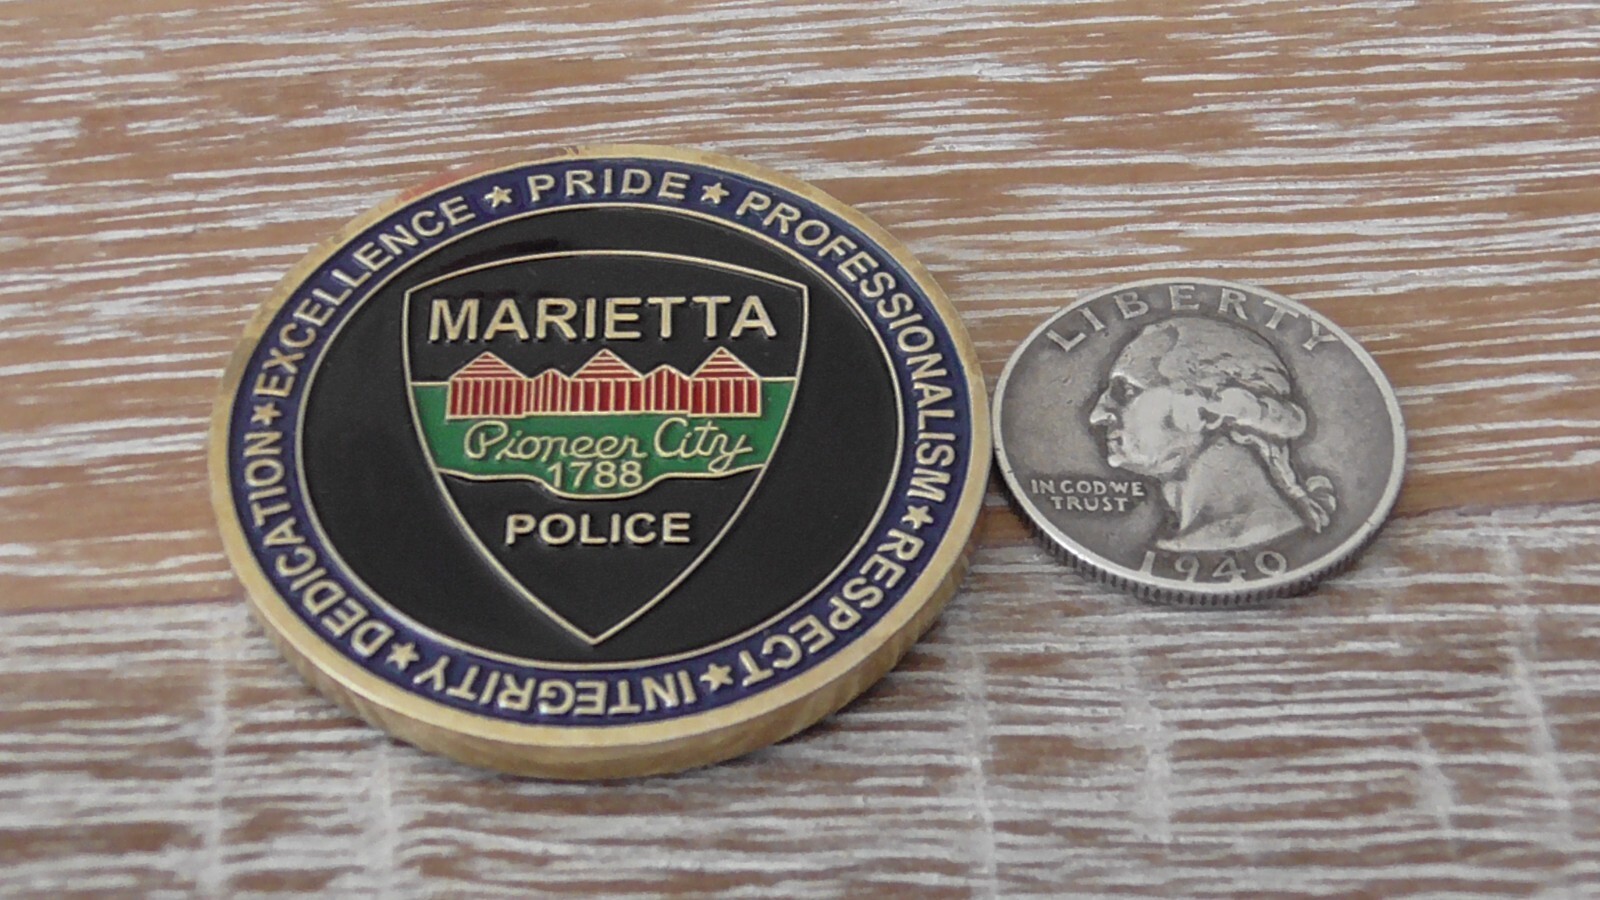 EXCELLENCE ★ PRIDE ★ PROFESSIONALISM ★ RESPECT ★ INTEGRITY ★ DEDICATION ★
MARIETTA
Pioneer City
1788
POLICE
LIBERTY
IN GOD WE
TRUST
1940